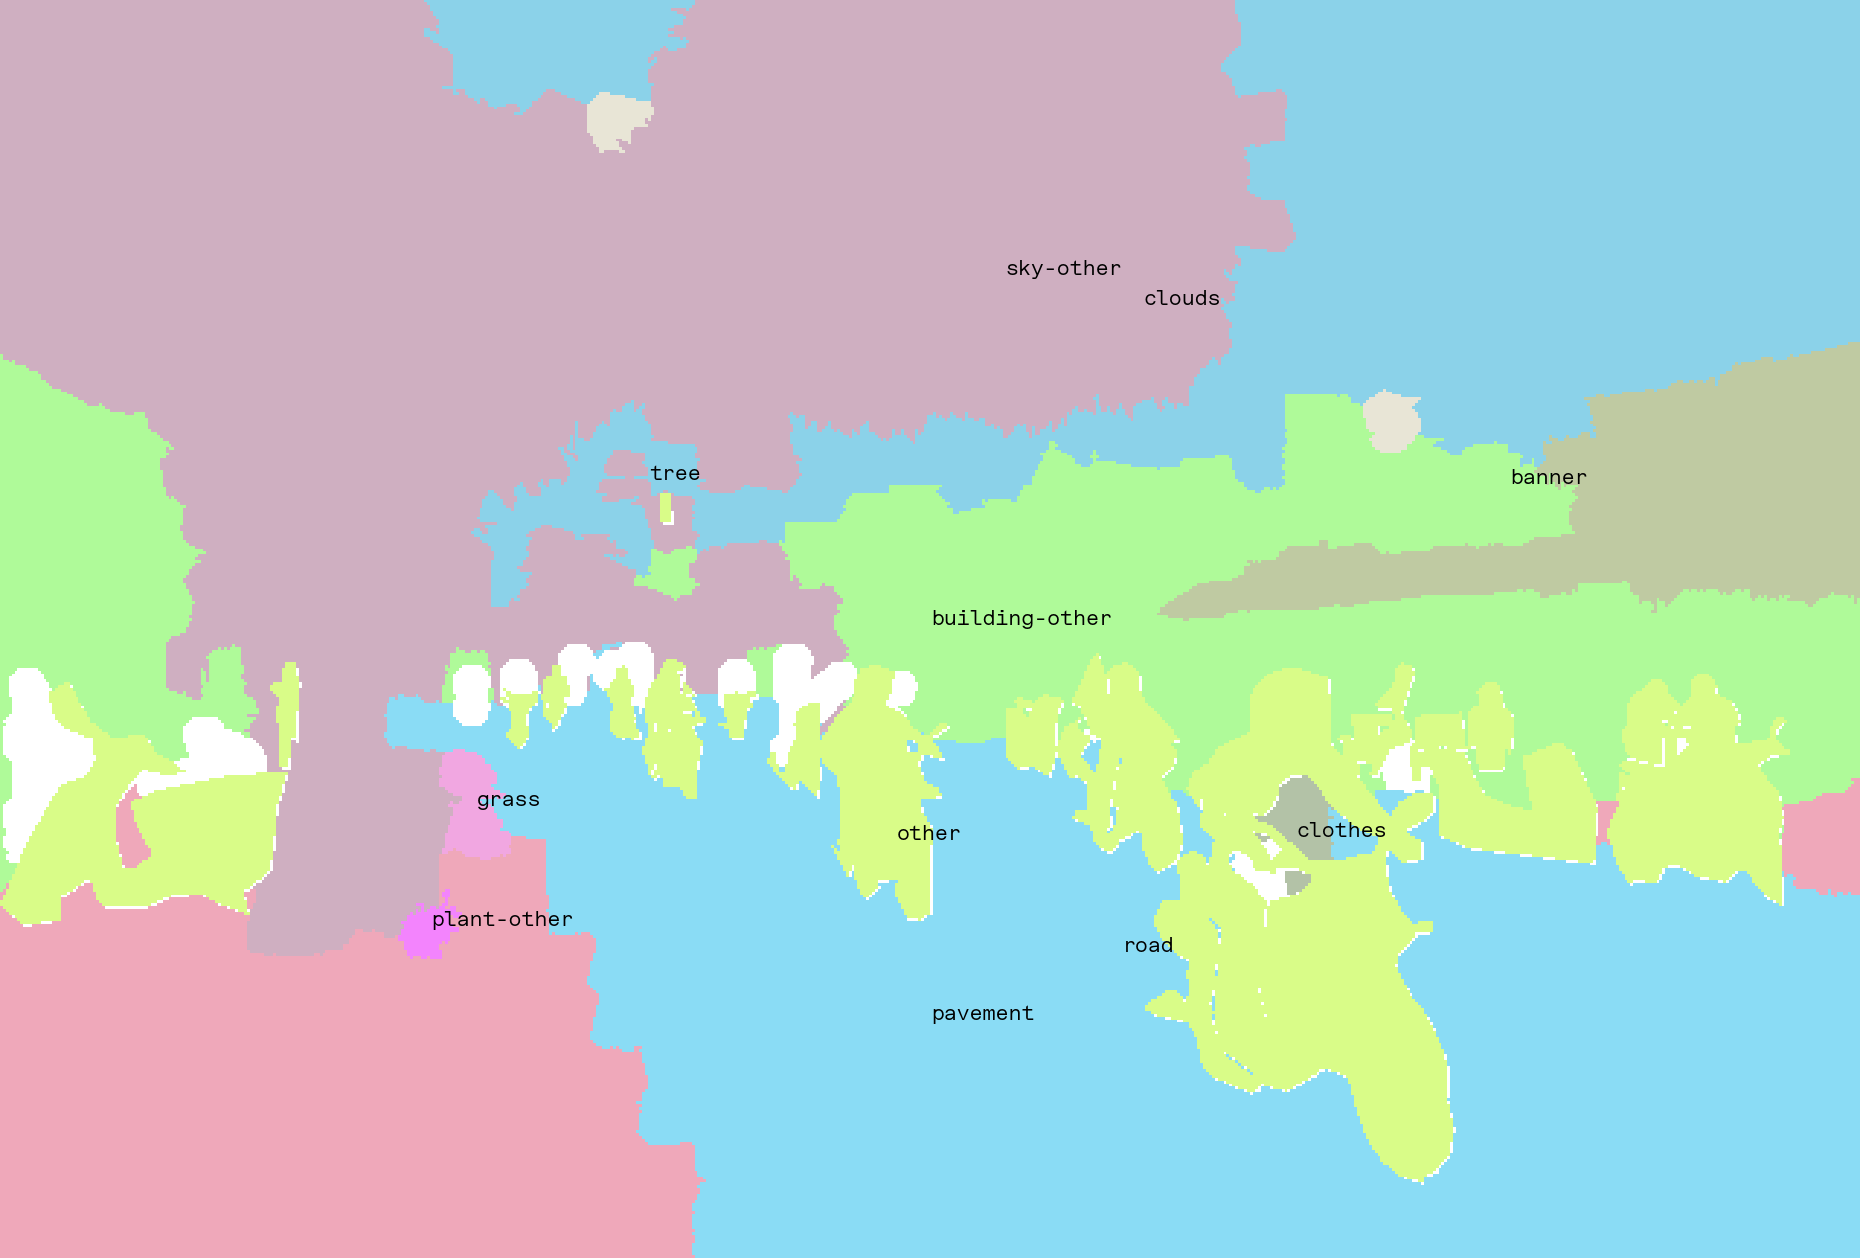 sky-other
clouds
tree
banner
building-other
grass
other
clothes
plant-other
road
pavement